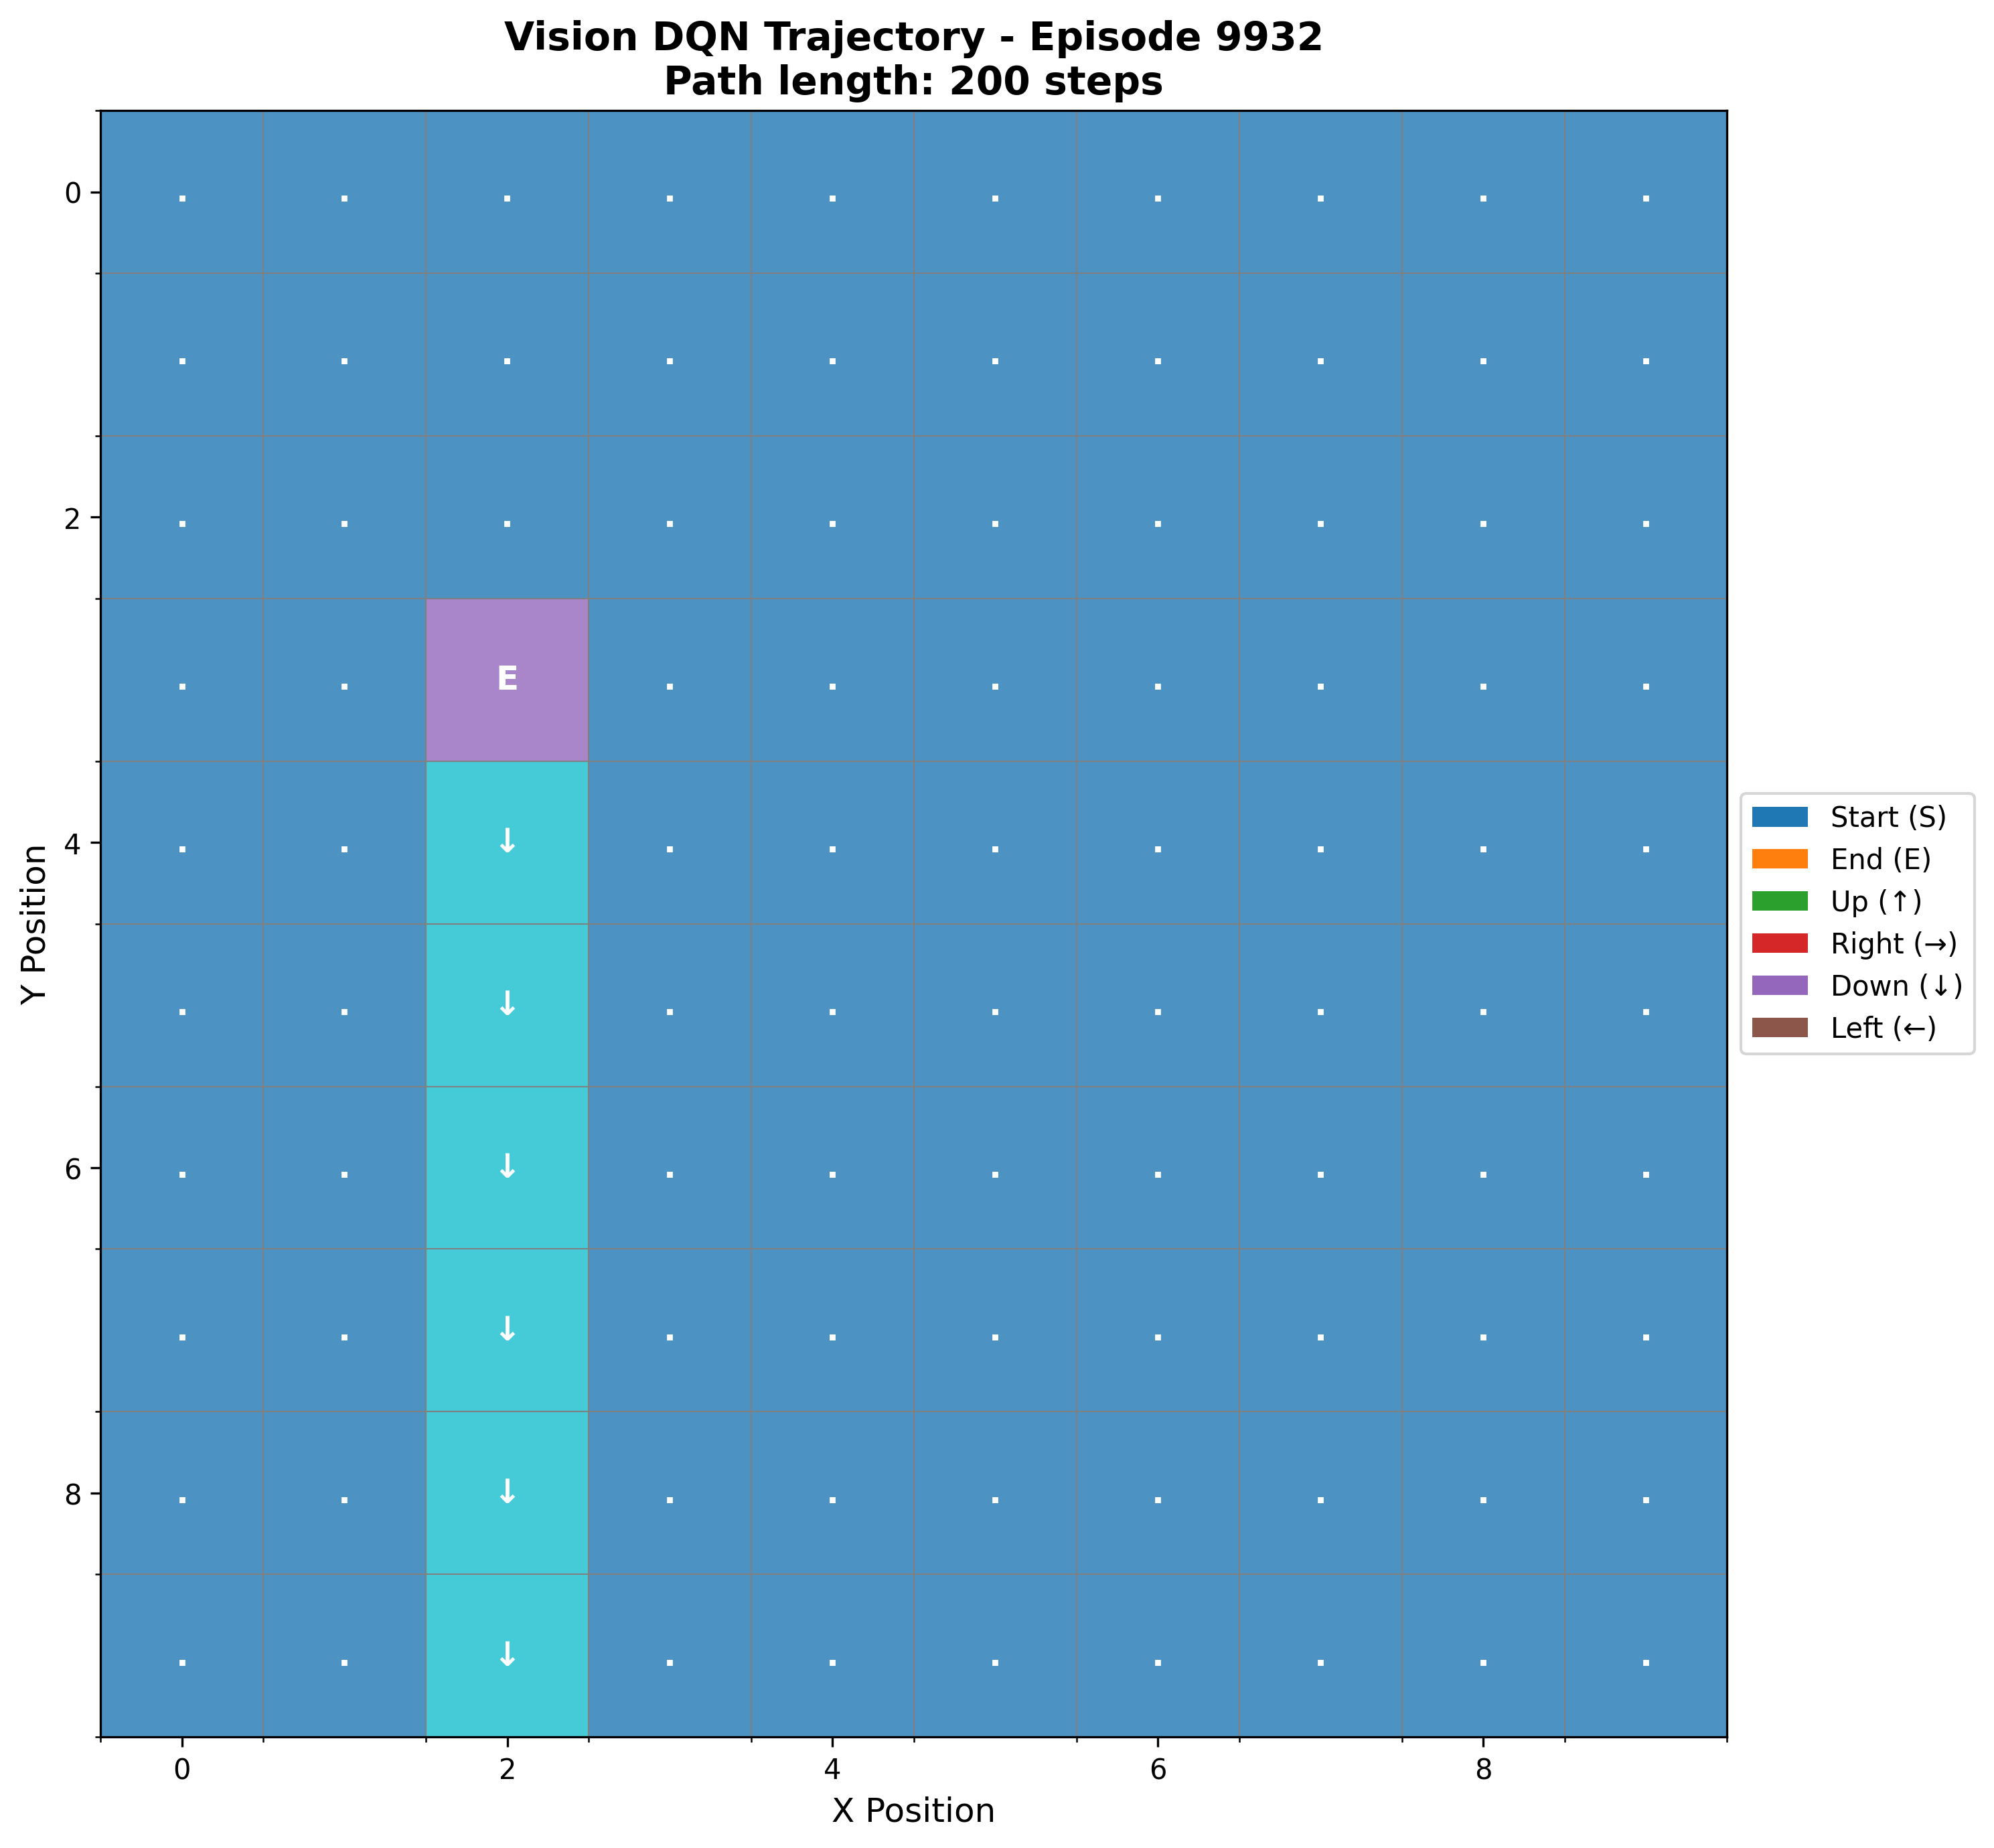 Vision DQN Trajectory - Episode 9932
Path length: 200 steps
0
. . . . . . . . . .
. . . . . . . . . .
2
. . . . . . . . . .
. . E . . . . . . .
4
. . ↓ . . . . . . .
. . ↓ . . . . . . .
6
. . ↓ . . . . . . .
. . ↓ . . . . . . .
8
. . ↓ . . . . . . .
. . ↓ . . . . . . .
0 2 4 6 8
X Position
Y Position
Start (S)
End (E)
Up (↑)
Right (→)
Down (↓)
Left (←)